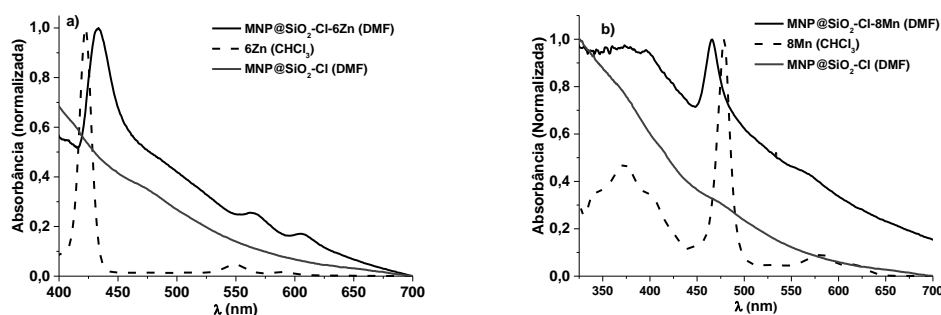 a)
MNP@SiO₂-Cl-6Zn (DMF)
6Zn (CHCl₃)
MNP@SiO₂-Cl (DMF)
Absorbância (normalizada)
1,0
0,8
0,6
0,4
0,2
0,0
400 450 500 550 600 650 700
λ (nm)
b)
MNP@SiO₂-Cl-8Mn (DMF)
8Mn (CHCl₃)
MNP@SiO₂-Cl (DMF)
Absorbância (Normalizada)
1,0
0,8
0,6
0,4
0,2
0,0
350 400 450 500 550 600 650 700
λ (nm)